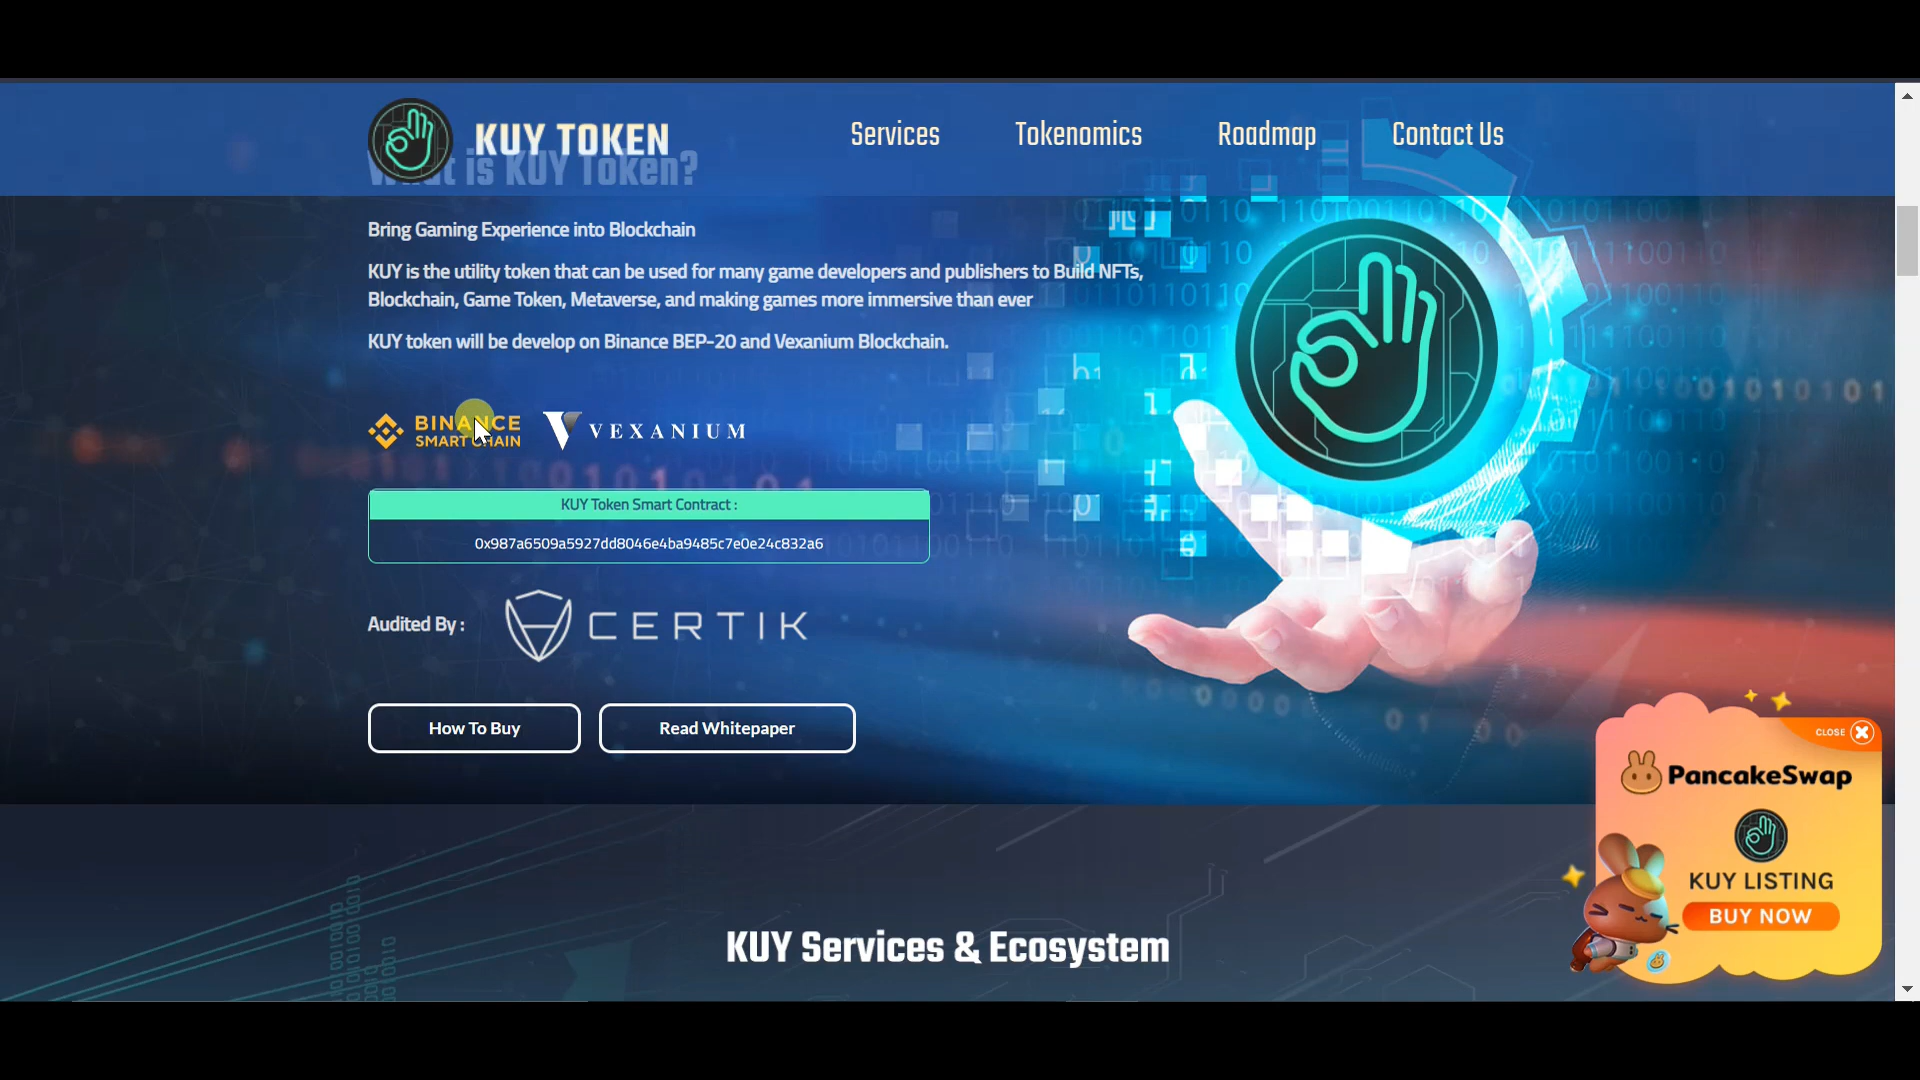 KUY TOKEN
Services
Tokenomics
Roadmap
Contact Us
What is KUY Token?
Bring Gaming Experience into Blockchain
KUY is the utility token that can be used for many game developers and publishers to Build NFTs,
Blockchain, Game Token, Metaverse, and making games more immersive than ever
KUY token will be develop on Binance BEP-20 and Vexanium Blockchain.
BINANCE
SMART CHAIN
VEXANIUM
KUY Token Smart Contract :
0x987a6509a5927dd8046e4ba9485c7e0e24c832a6
Audited By :
CERTIK
How To Buy
Read Whitepaper
CLOSE
PancakeSwap
KUY LISTING
BUY NOW
KUY Services & Ecosystem